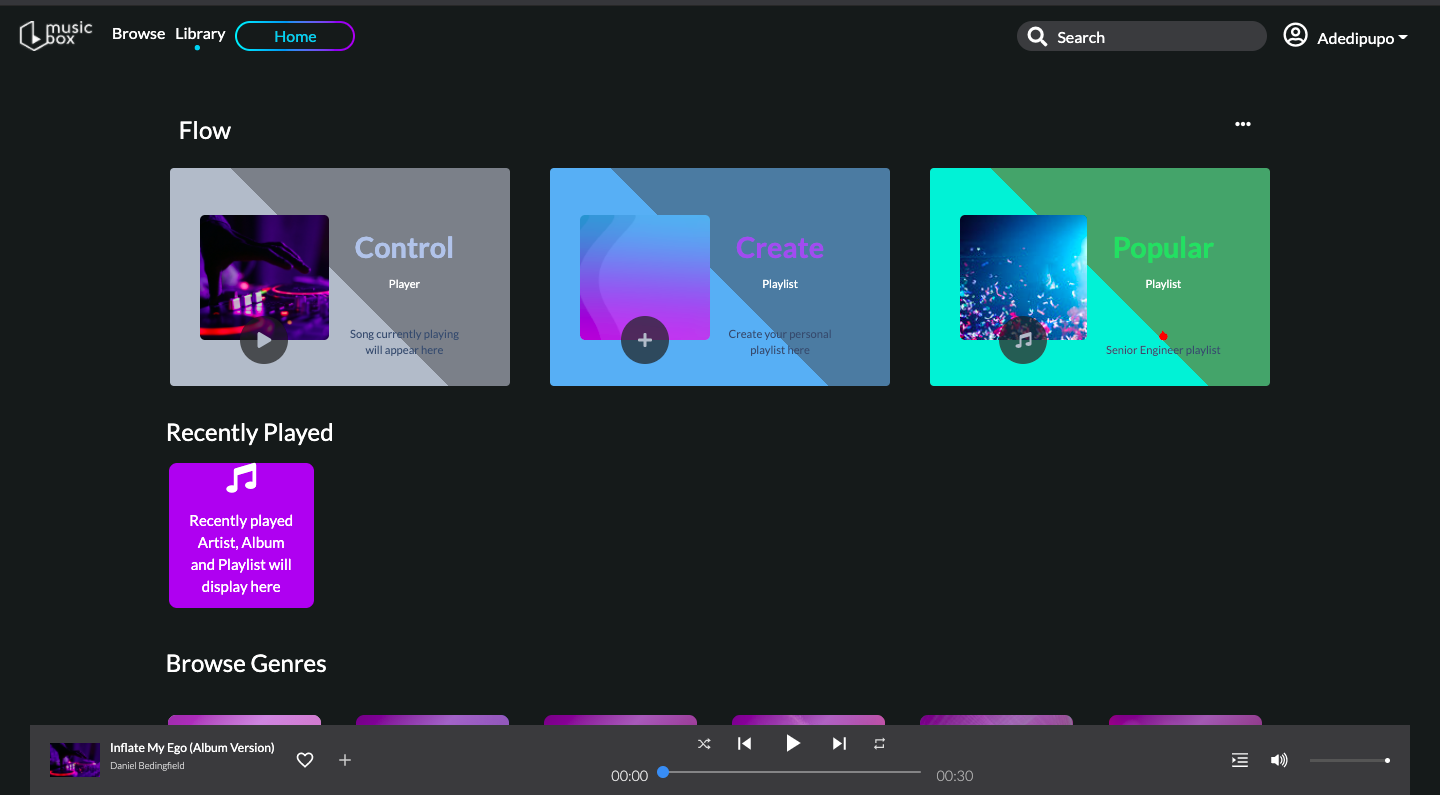 music
box
Browse
Library
Home
Search
Adedipupo
Flow
Control
Player
Song currently playing
will appear here
Create
Playlist
Create your personal
playlist here
Popular
Playlist
Senior Engineer playlist
Recently Played
Recently played
Artist, Album
and Playlist will
display here
Browse Genres
Inflate My Ego (Album Version)
Daniel Bedingfield
00:00
00:30